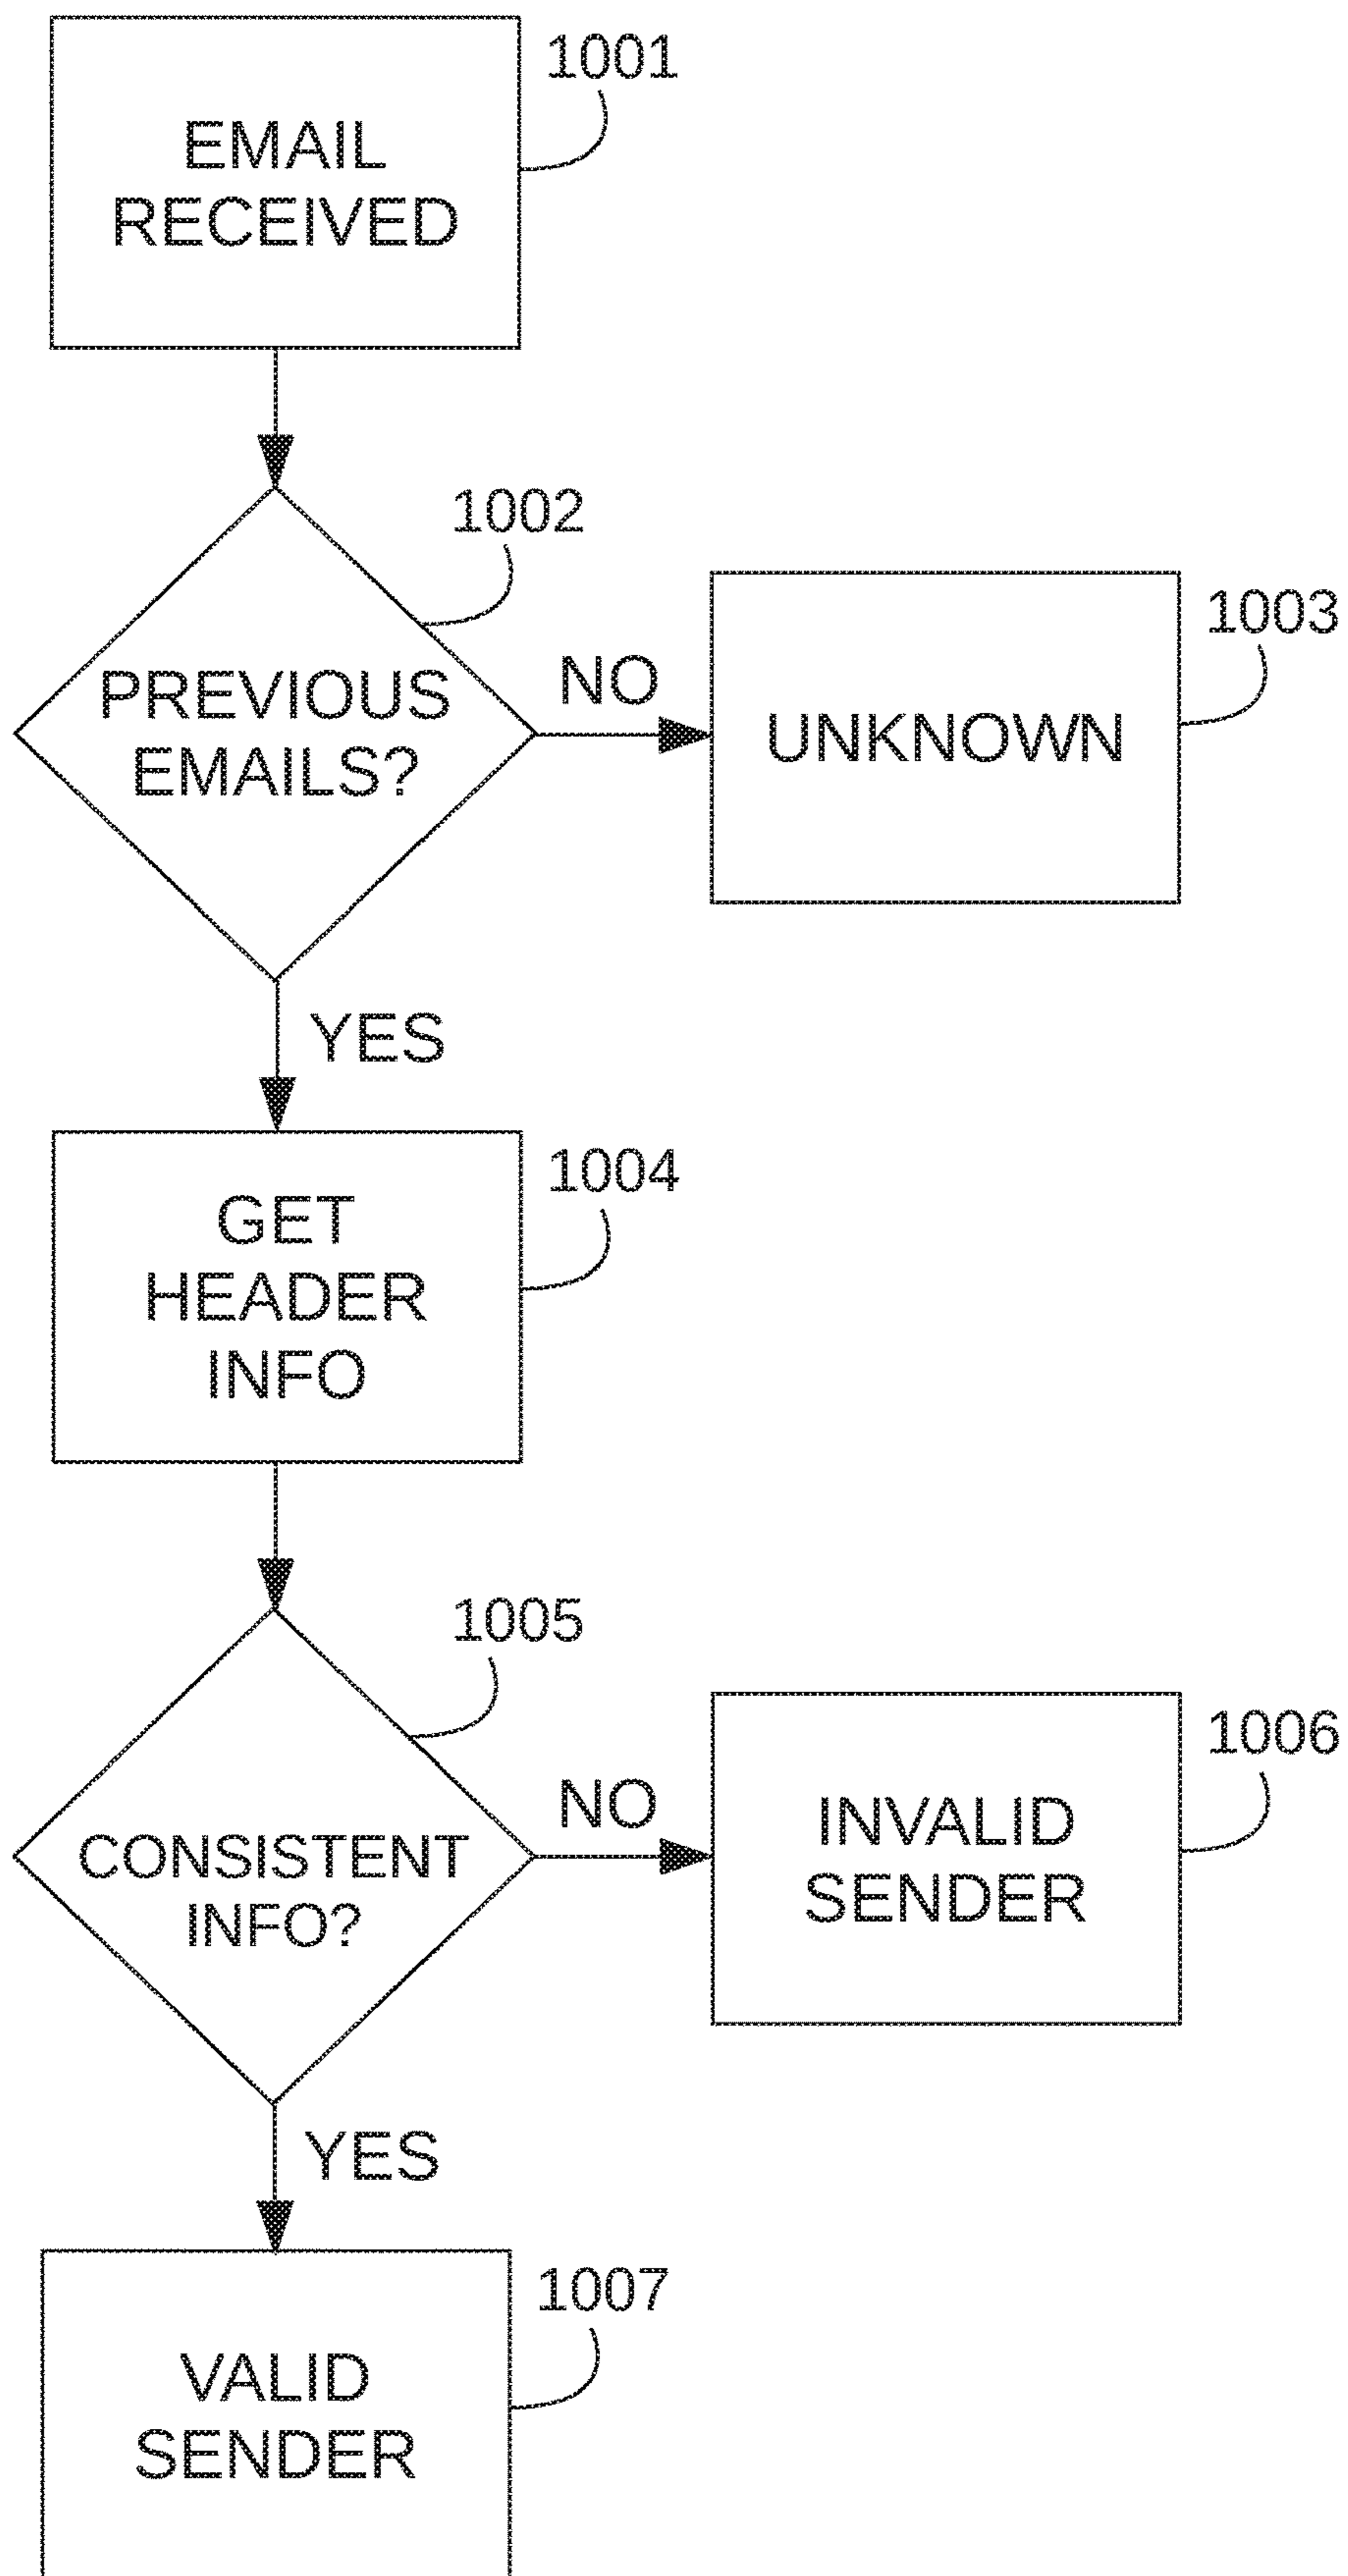 1001
EMAIL
RECEIVED
1002
PREVIOUS
EMAILS?
NO
1003
UNKNOWN
YES
1004
GET
HEADER
INFO
1005
CONSISTENT
INFO?
NO
1006
INVALID
SENDER
YES
1007
VALID
SENDER